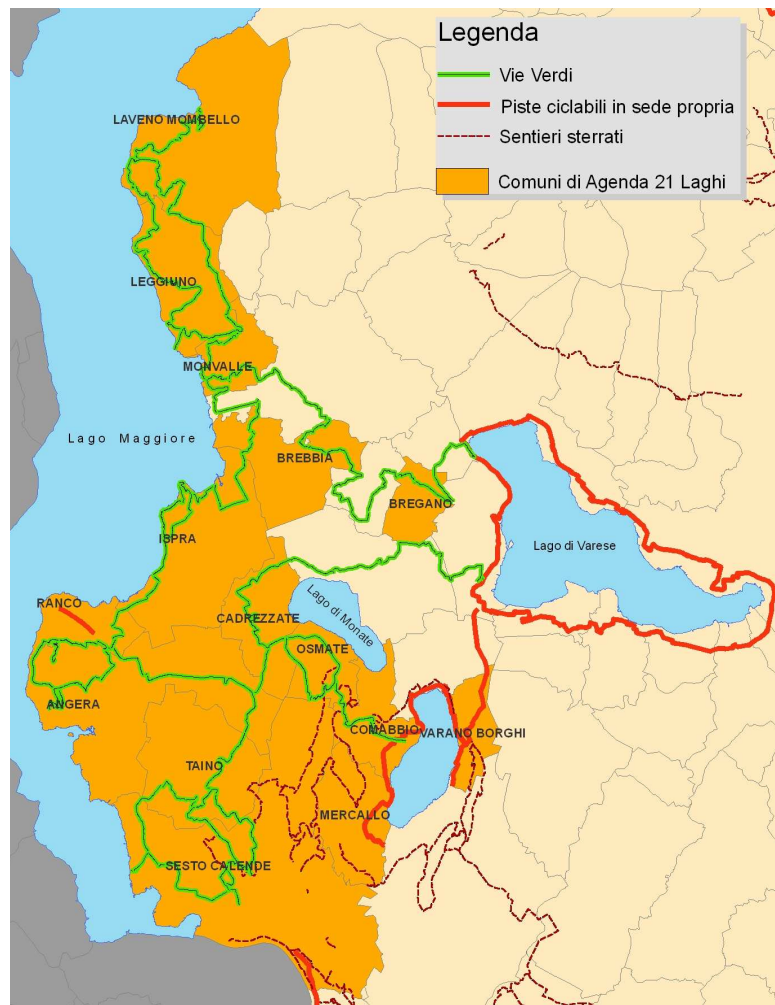 Legenda
Vie Verdi
Piste ciclabili in sede propria
Sentieri sterrati
Comuni di Agenda 21 Laghi
LAVENO MOMBELLO
LEGGIUNO
MONVALLE
Lago Maggiore
BREBBIA
BREGANO
ISPRA
Lago di Varese
RANCO
CADREZZATE
Lago di Monate
OSMATE
ANGERA
COMABBIO
VARANO BORGHI
TAINO
MERCALLO
SESTO CALENDE